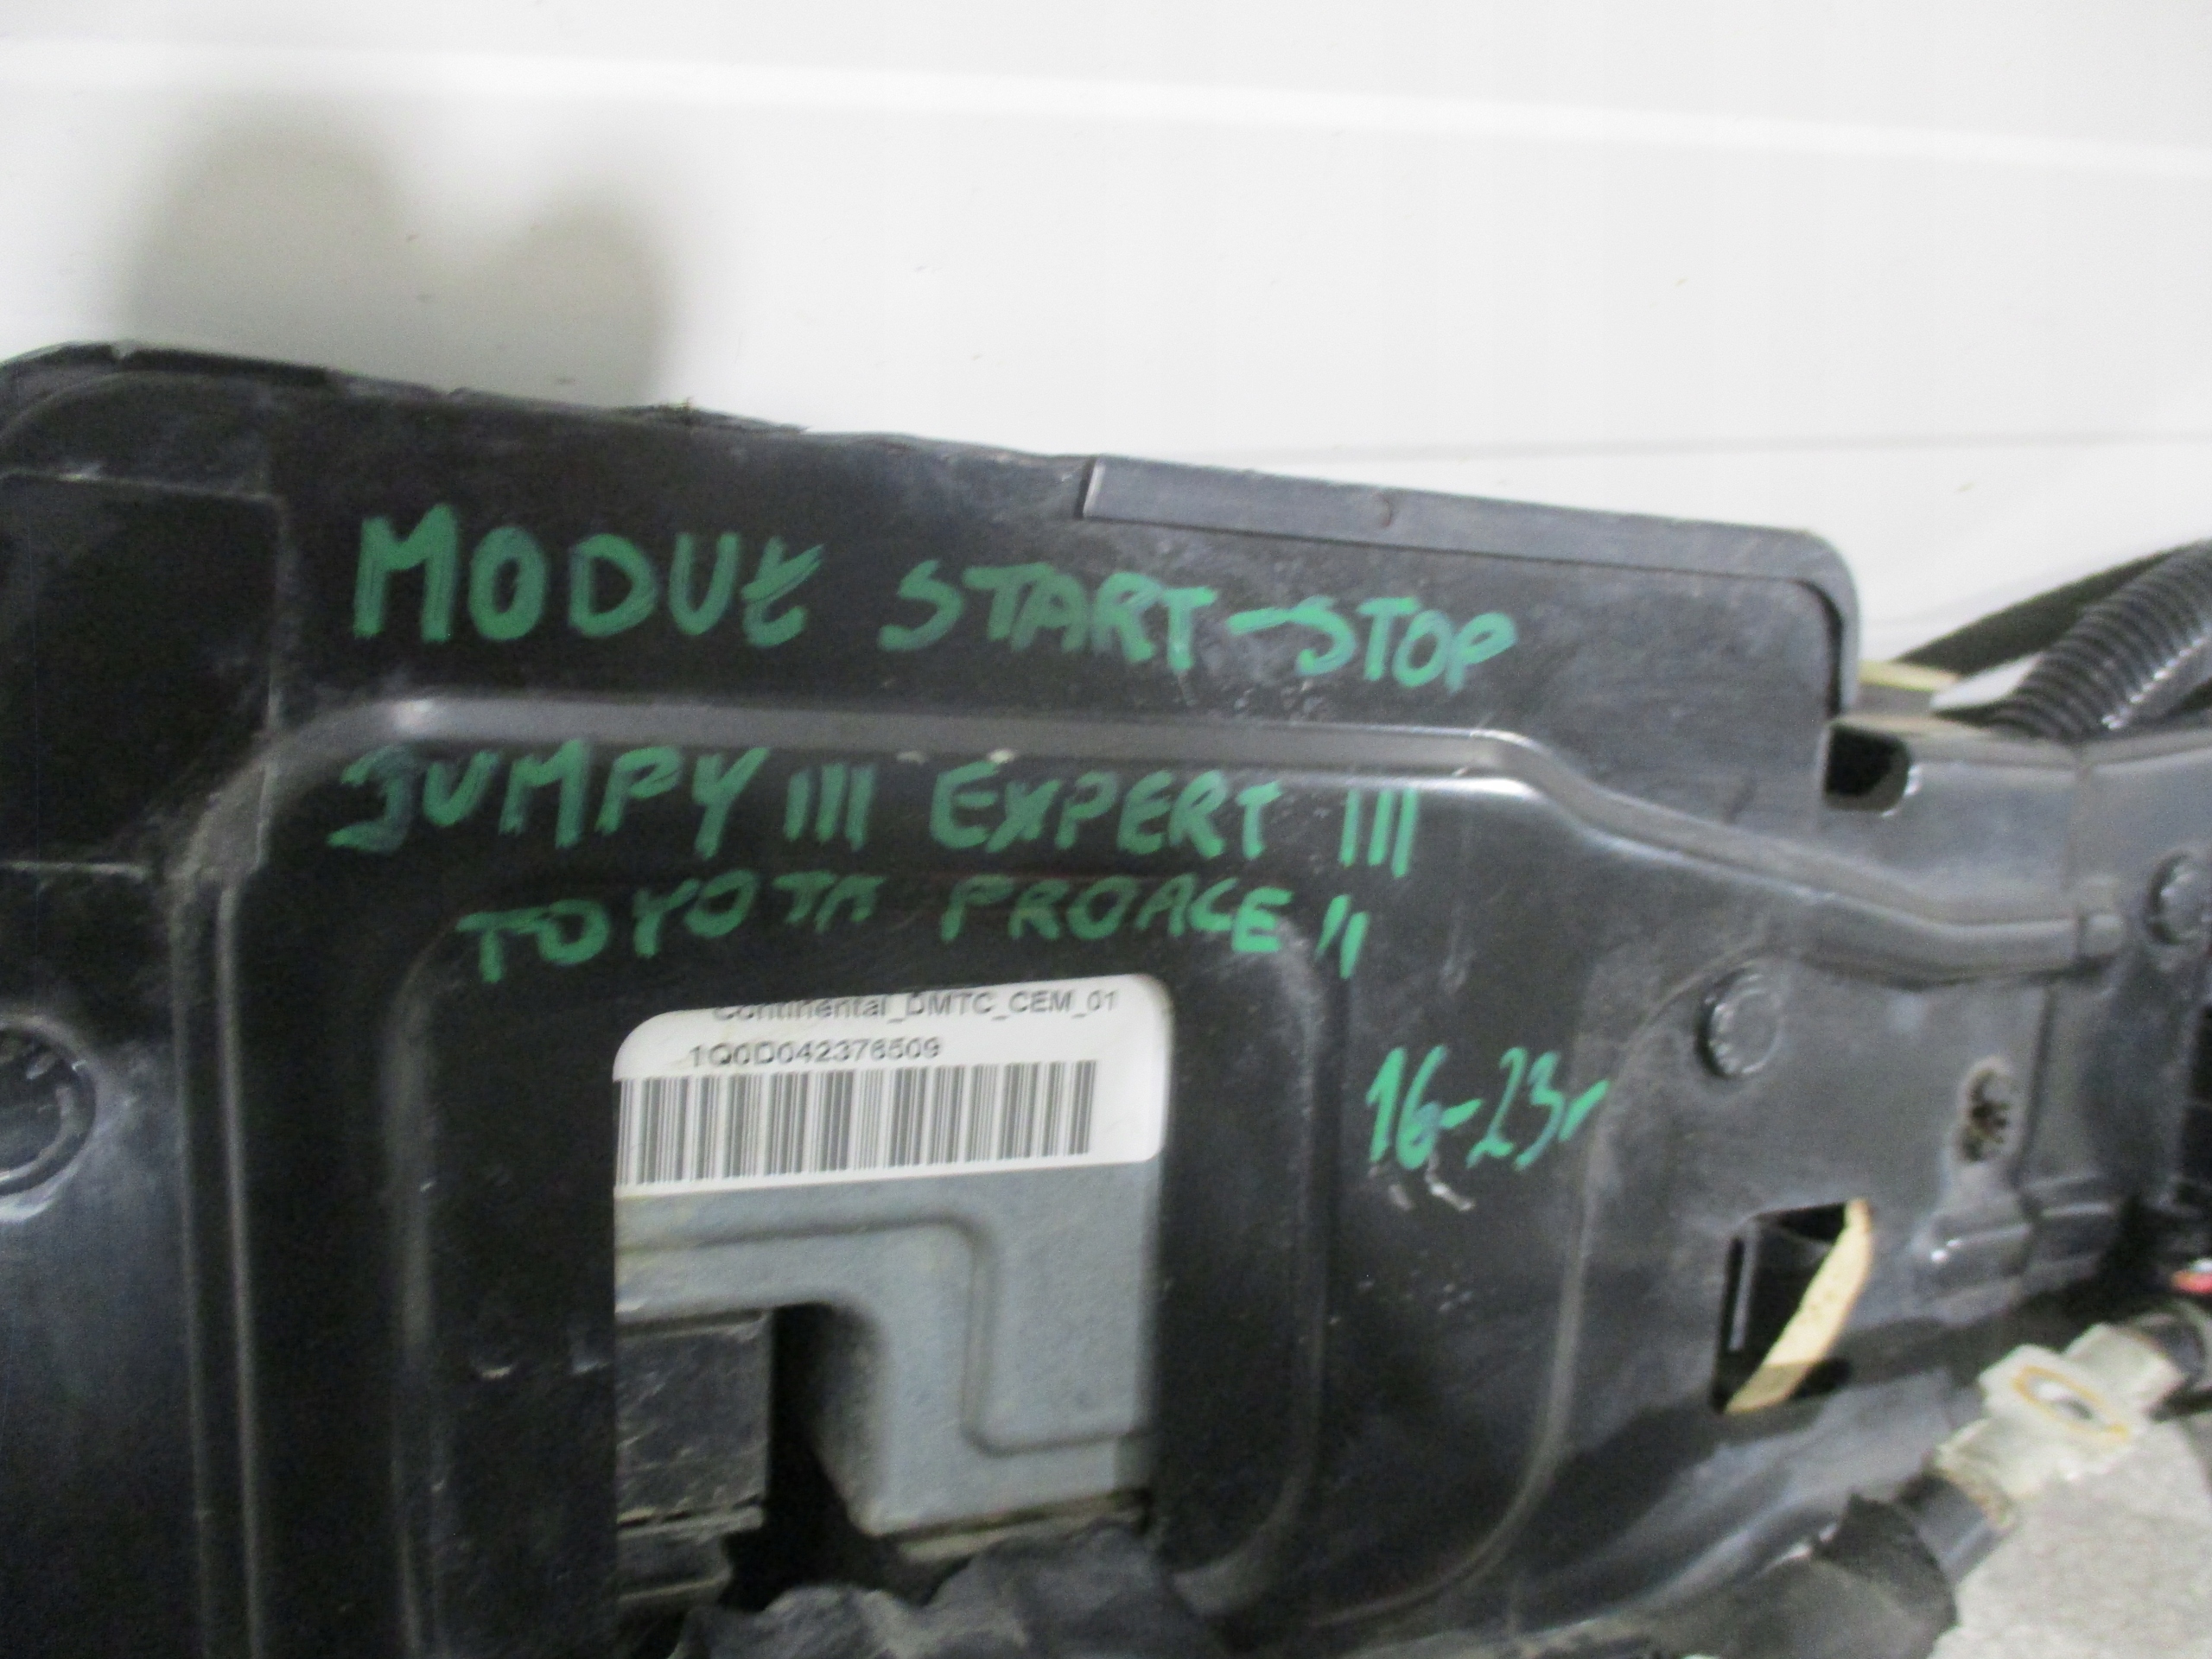 MODUŁ START-STOP
JUMPY III EXPERT III
TOYOTA PROACE II
Continental_DMTC_CEM_01
1Q0D042376509
16-23r